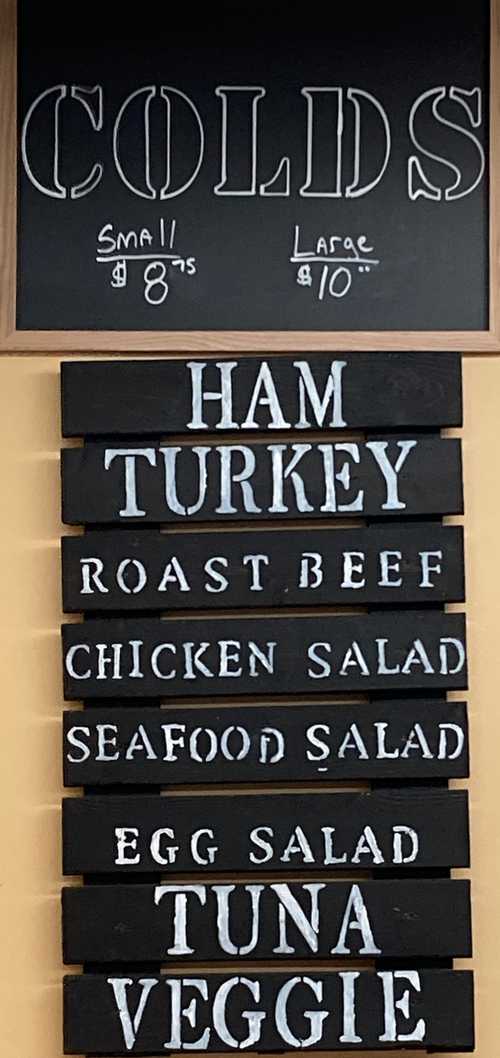 COLDS
Small Large
$8.75 $10.00
HAM
TURKEY
ROAST BEEF
CHICKEN SALAD
SEAFOOD SALAD
EGG SALAD
TUNA
VEGGIE